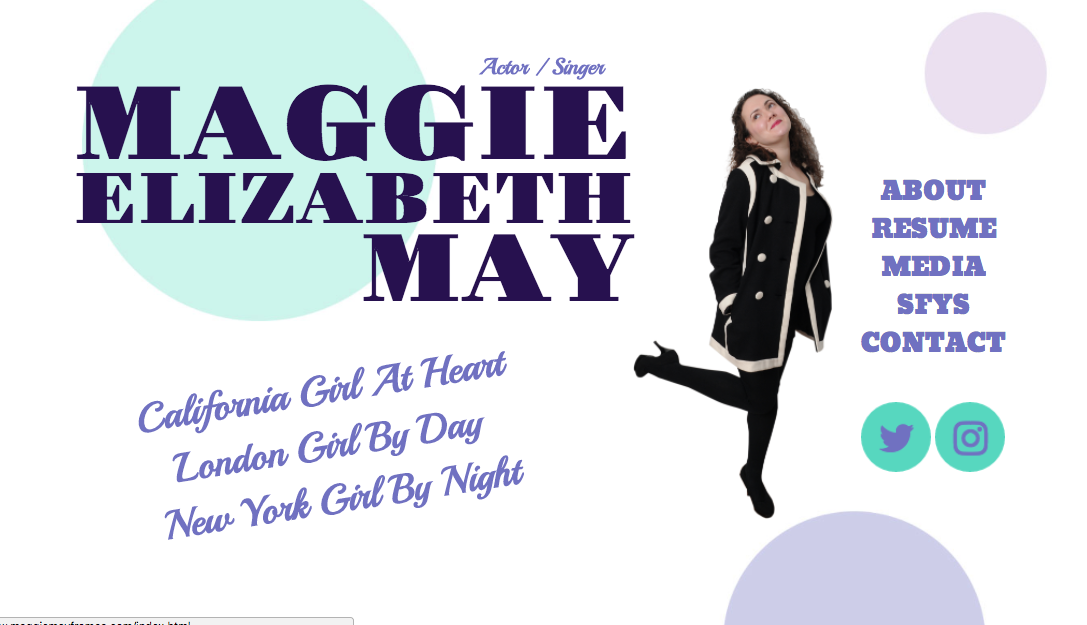 Actor / Singer
MAGGIE
ELIZABETH
MAY
ABOUT
RESUME
MEDIA
SFYS
CONTACT
California Girl At Heart
London Girl By Day
New York Girl By Night